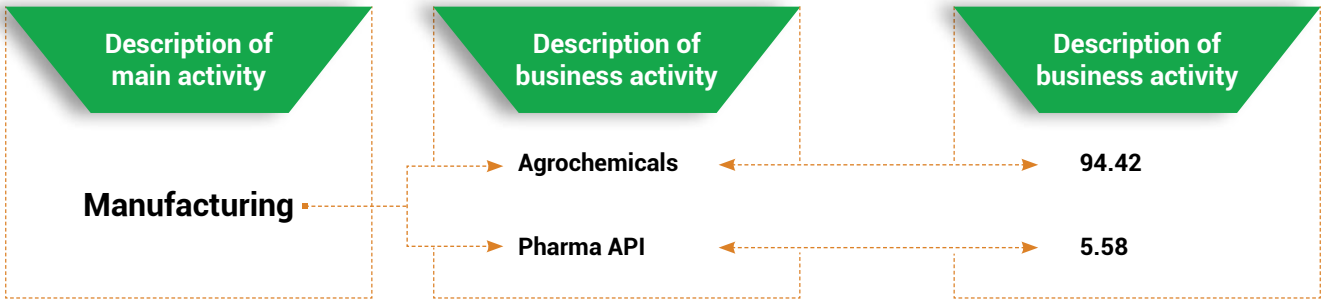 Description of
main activity
Description of
business activity
Description of
business activity
Manufacturing
Agrochemicals
94.42
Pharma API
5.58